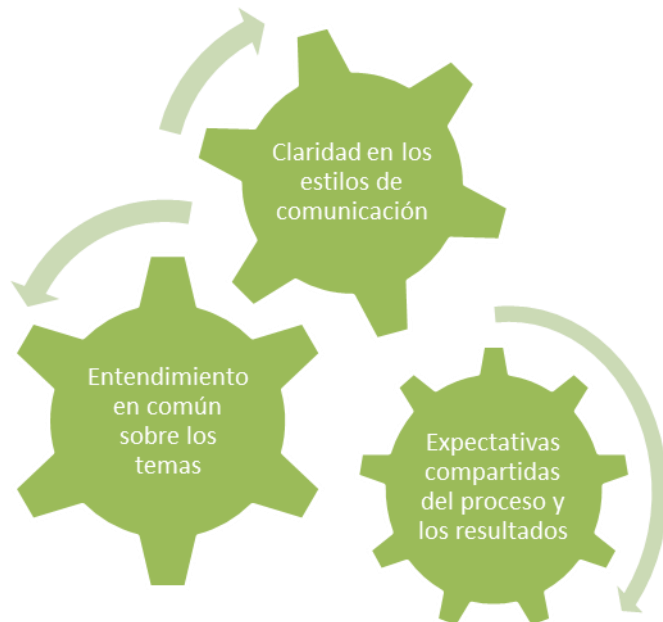 Claridad en los
estilos de
comunicación
Entendimiento
en común
sobre los
temas
Expectativas
compartidas
del proceso y
los resultados